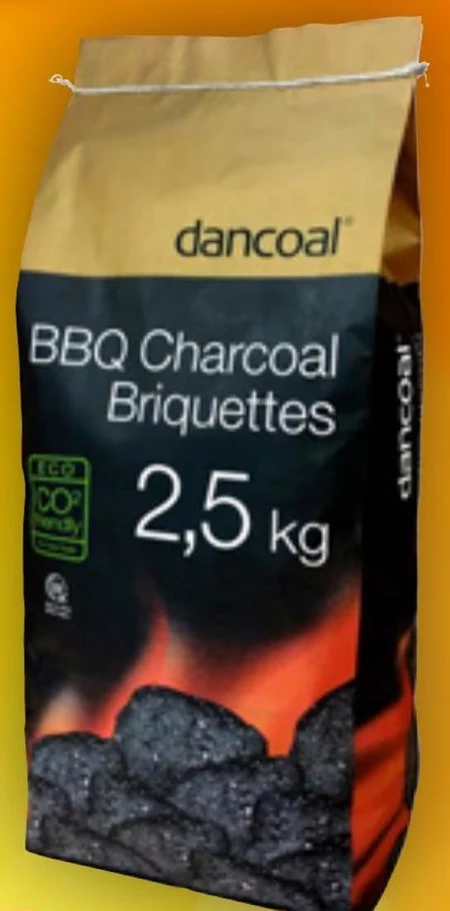 dancoal®
BBQ Charcoal
Briquettes
2,5 kg
ECO
CO²
friendly
dancoal®